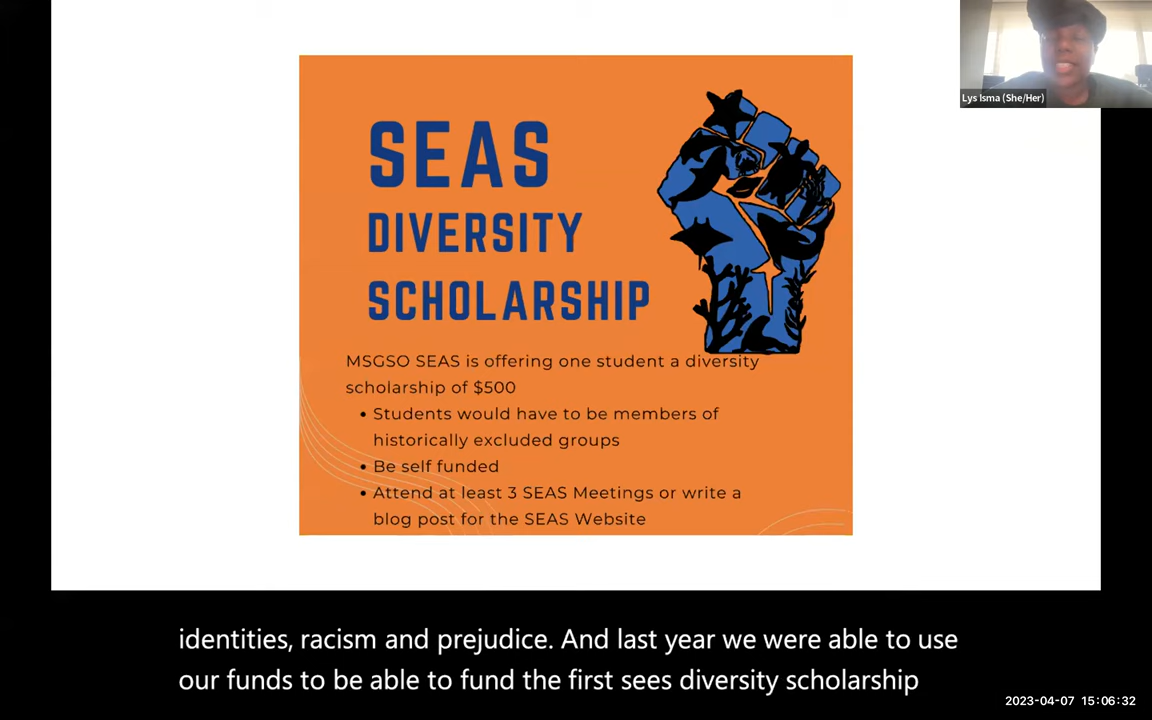 Lys Isma (She/Her)
SEAS
DIVERSITY
SCHOLARSHIP
MSGSO SEAS is offering one student a diversity
scholarship of $500
• Students would have to be members of
historically excluded groups
• Be self funded
• Attend at least 3 SEAS Meetings or write a
blog post for the SEAS Website
identities, racism and prejudice. And last year we were able to use
our funds to be able to fund the first sees diversity scholarship
2023-04-07 15:06:32